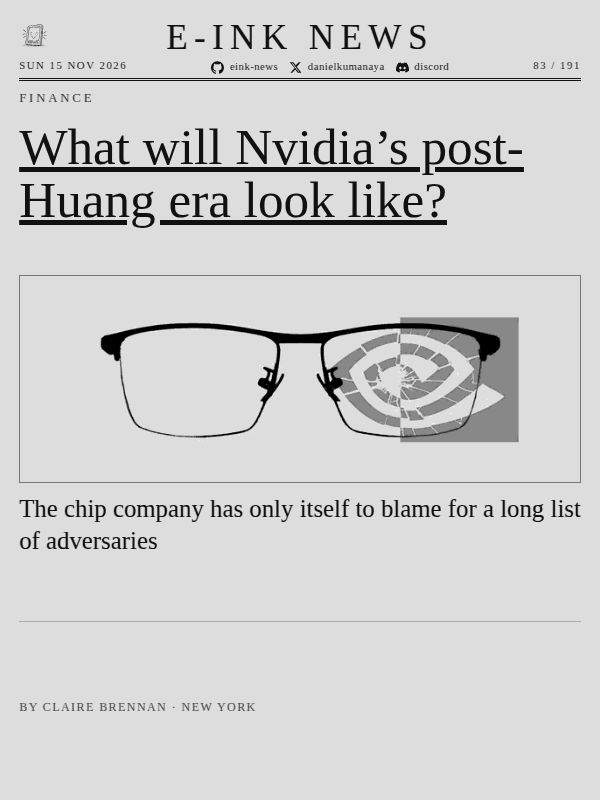 E-INK NEWS
SUN 15 NOV 2026
eink-news danielkumanaya discord
83 / 191
FINANCE
What will Nvidia’s post-
Huang era look like?
The chip company has only itself to blame for a long list
of adversaries
BY CLAIRE BRENNAN · NEW YORK